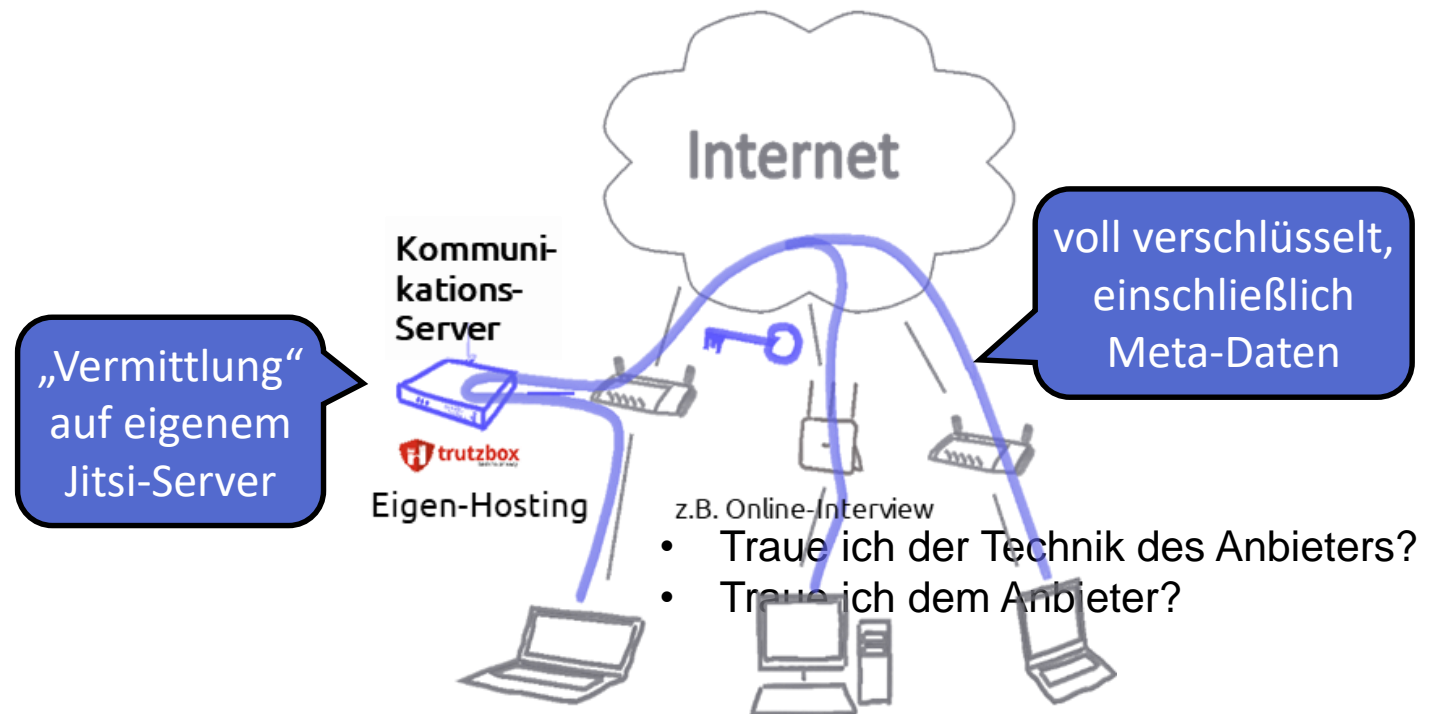 Internet
Kommuni-
kations-
Server
„Vermittlung“
auf eigenem
Jitsi-Server
voll verschlüsselt,
einschließlich
Meta-Daten
trutzbox
Eigen-Hosting
z.B. Online-Interview
• Traue ich der Technik des Anbieters?
• Traue ich dem Anbieter?